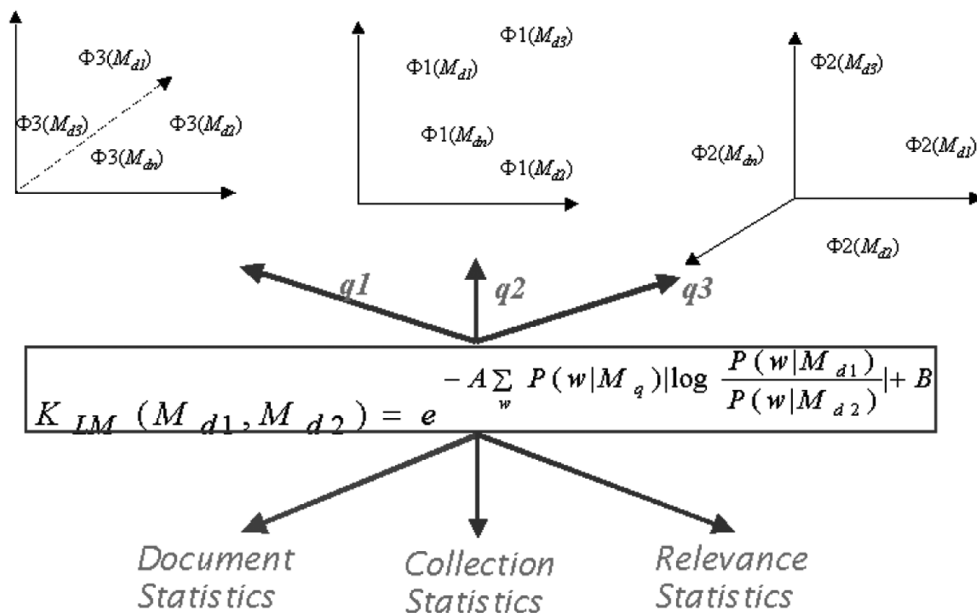 Φ3(M_d1)
Φ3(M_d3)
Φ3(M_d2)
Φ3(M_dn)
Φ1(M_d3)
Φ1(M_d1)
Φ1(M_dn)
Φ1(M_d2)
Φ2(M_d3)
Φ2(M_dn)
Φ2(M_d1)
Φ2(M_d2)
q1 q2 q3
K_LM (M_d1, M_d2) = e^{-A ∑_w P(w|M_q)|log \frac{P(w|M_d1)}{P(w|M_d2)}| + B}
Document
Statistics
Collection
Statistics
Relevance
Statistics